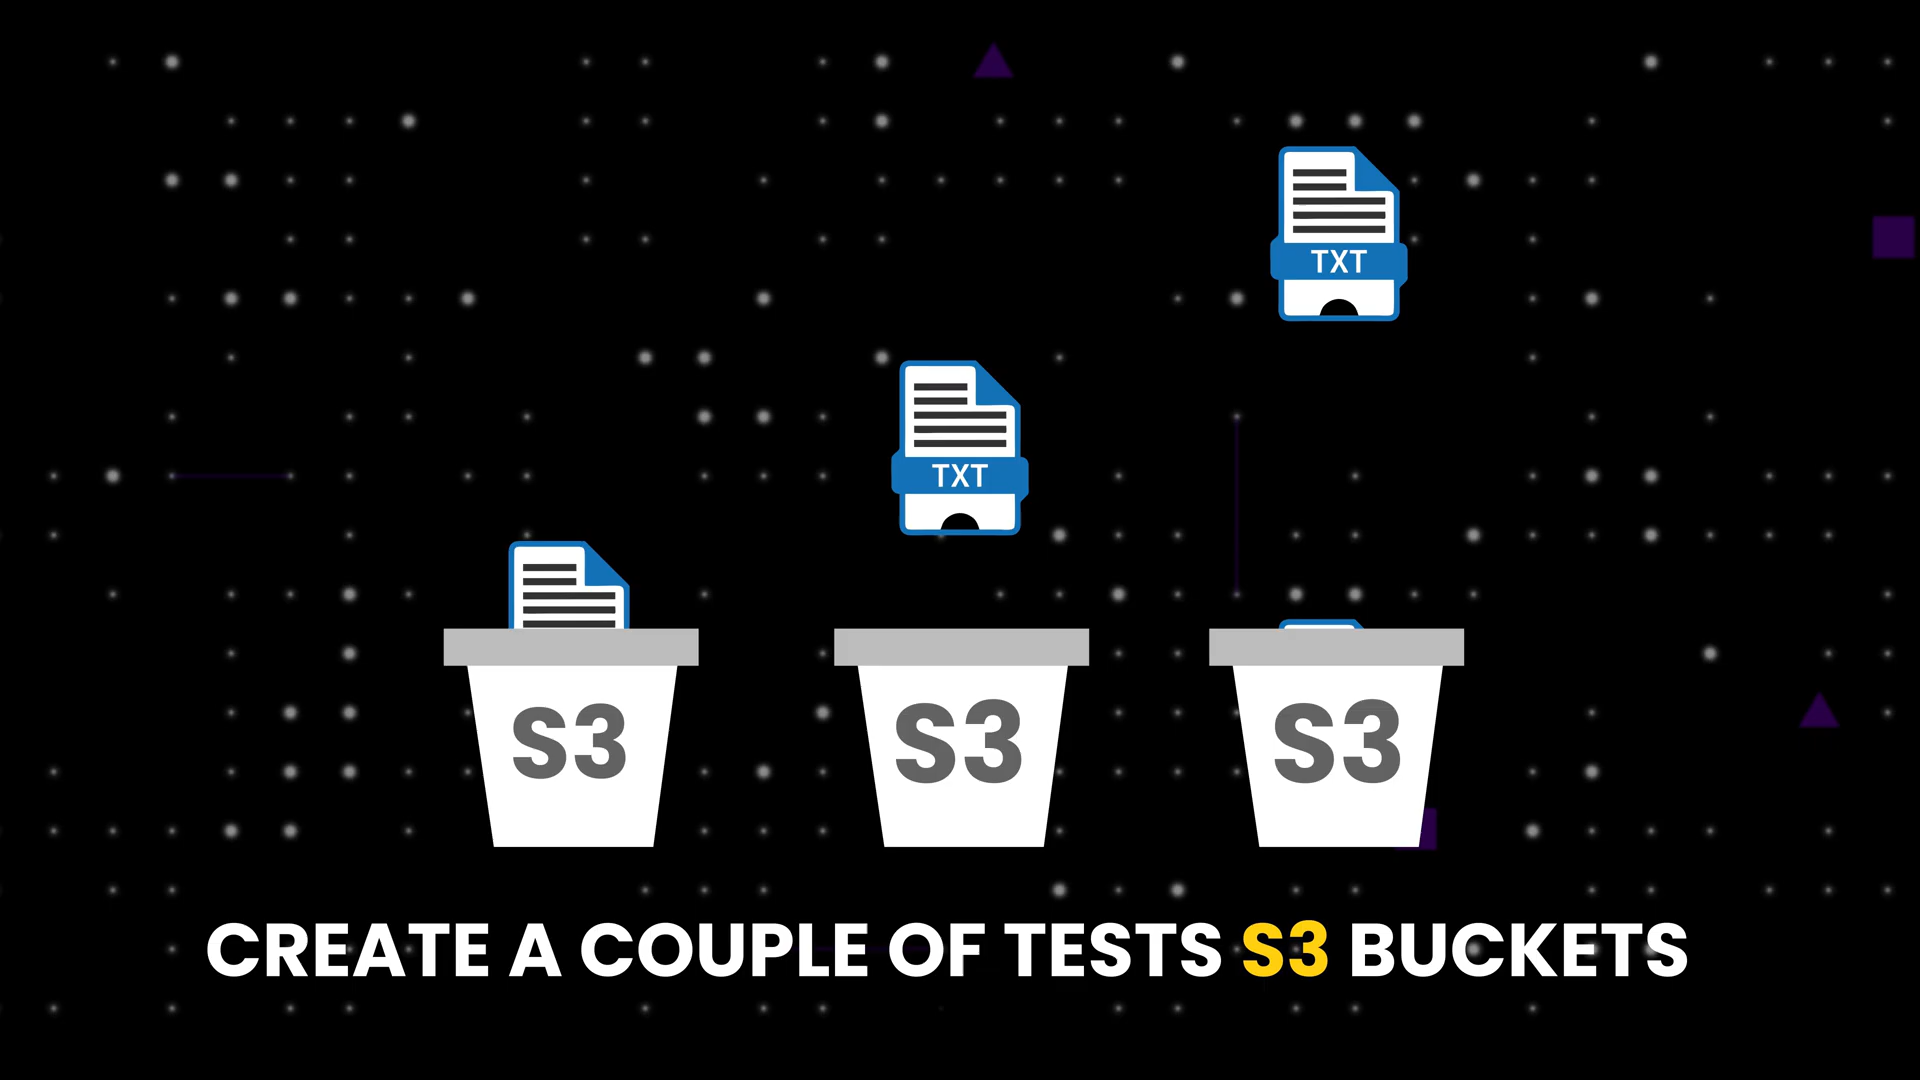 TXT
TXT
S3 S3 S3
CREATE A COUPLE OF TESTS S3 BUCKETS